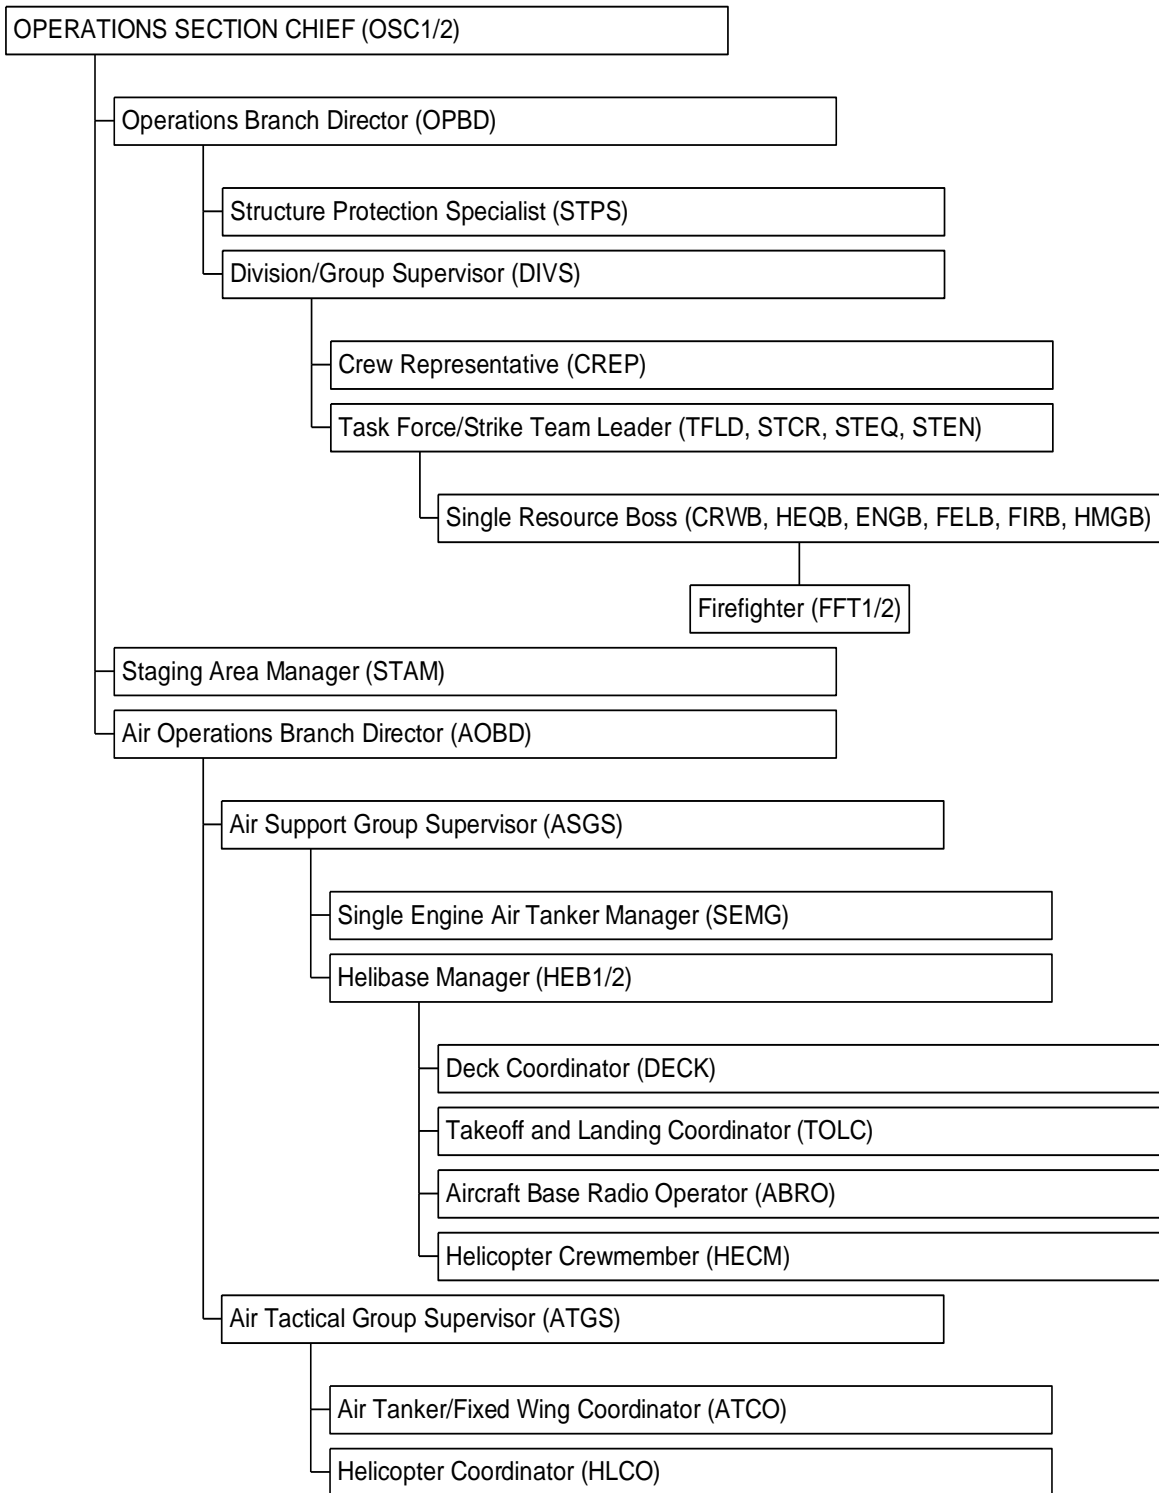 OPERATIONS SECTION CHIEF (OSC1/2)
Operations Branch Director (OPBD)
Structure Protection Specialist (STPS)
Division/Group Supervisor (DIVS)
Crew Representative (CREP)
Task Force/Strike Team Leader (TFLD, STCR, STEQ, STEN)
Single Resource Boss (CRWB, HEQB, ENGB, FELB, FIRB, HMGB)
Firefighter (FFT1/2)
Staging Area Manager (STAM)
Air Operations Branch Director (AOBD)
Air Support Group Supervisor (ASGS)
Single Engine Air Tanker Manager (SEMG)
Helibase Manager (HEB1/2)
Deck Coordinator (DECK)
Takeoff and Landing Coordinator (TOLC)
Aircraft Base Radio Operator (ABRO)
Helicopter Crewmember (HECM)
Air Tactical Group Supervisor (ATGS)
Air Tanker/Fixed Wing Coordinator (ATCO)
Helicopter Coordinator (HLCO)